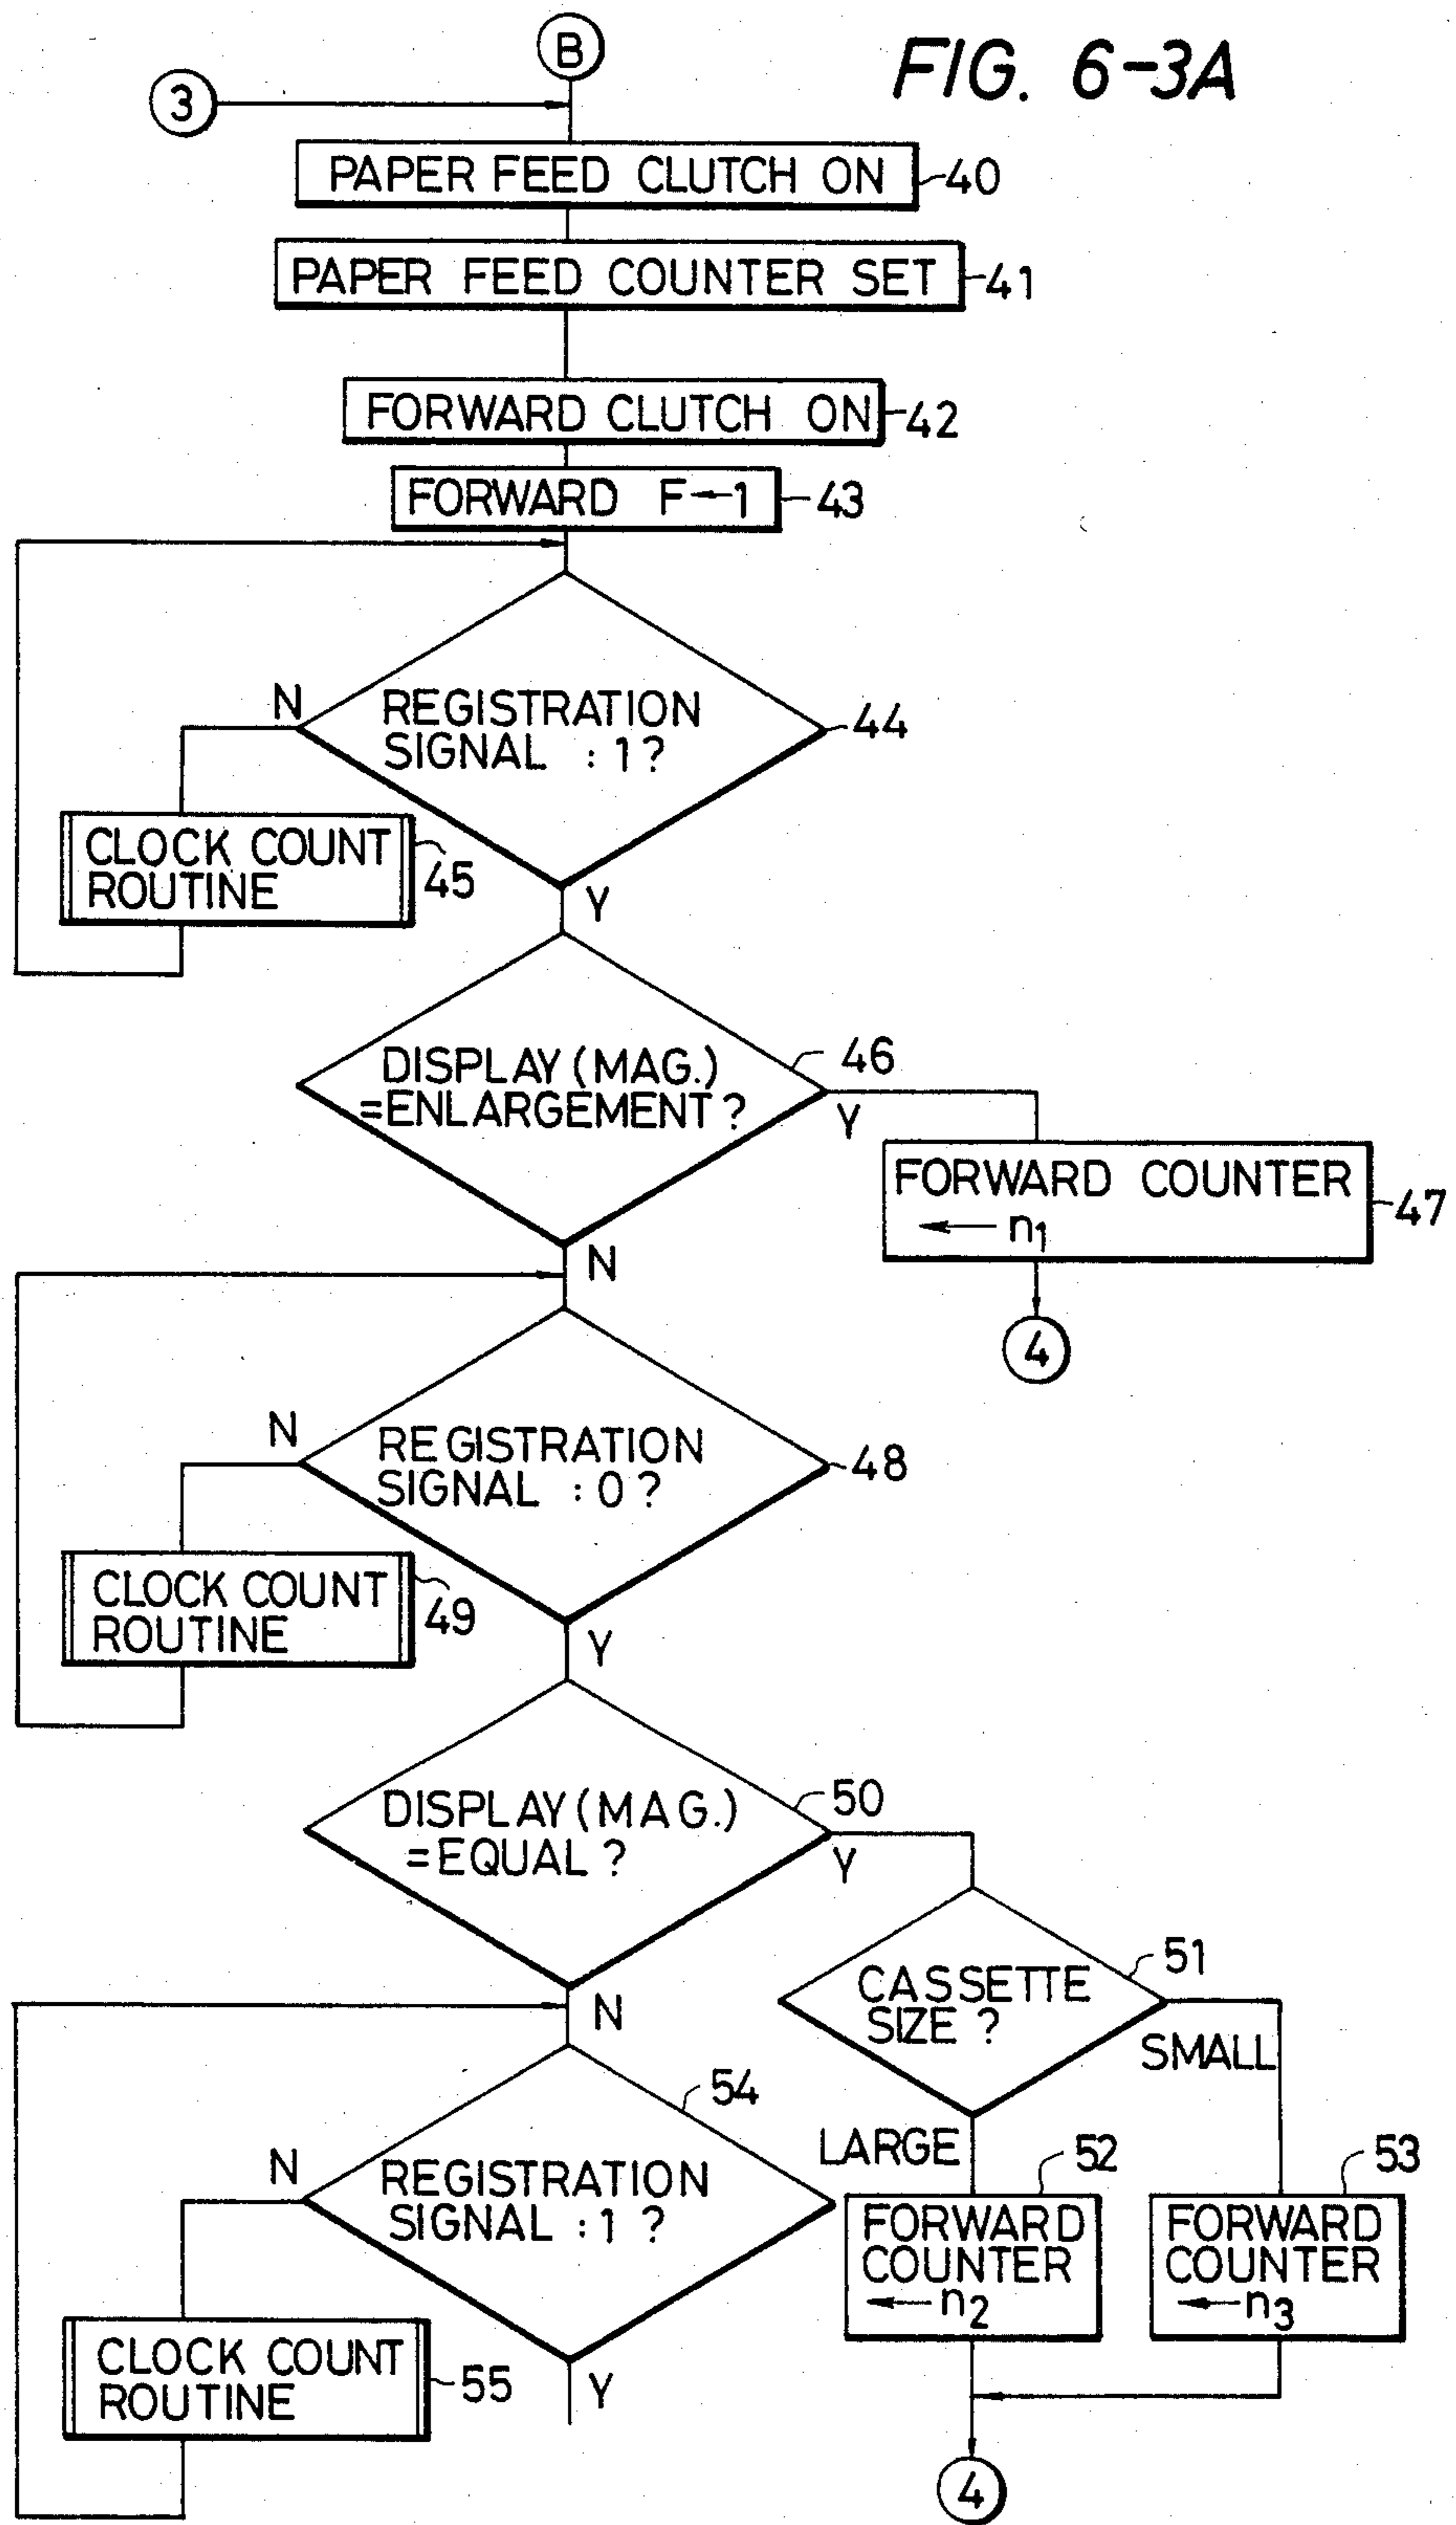 FIG. 6-3A
B
3
PAPER FEED CLUTCH ON
40
PAPER FEED COUNTER SET
41
FORWARD CLUTCH ON
42
FORWARD F←1
43
N
REGISTRATION
SIGNAL : 1 ?
44
CLOCK COUNT
ROUTINE
45
Y
DISPLAY (MAG.)
=ENLARGEMENT ?
46
Y
FORWARD COUNTER
← n1
47
N
4
N
REGISTRATION
SIGNAL : 0 ?
48
CLOCK COUNT
ROUTINE
49
Y
DISPLAY (MAG.)
=EQUAL ?
50
Y
CASSETTE
SIZE ?
51
SMALL
N
LARGE
N
REGISTRATION
SIGNAL : 1 ?
54
FORWARD
COUNTER
← n2
52
FORWARD
COUNTER
← n3
53
CLOCK COUNT
ROUTINE
55
Y
4